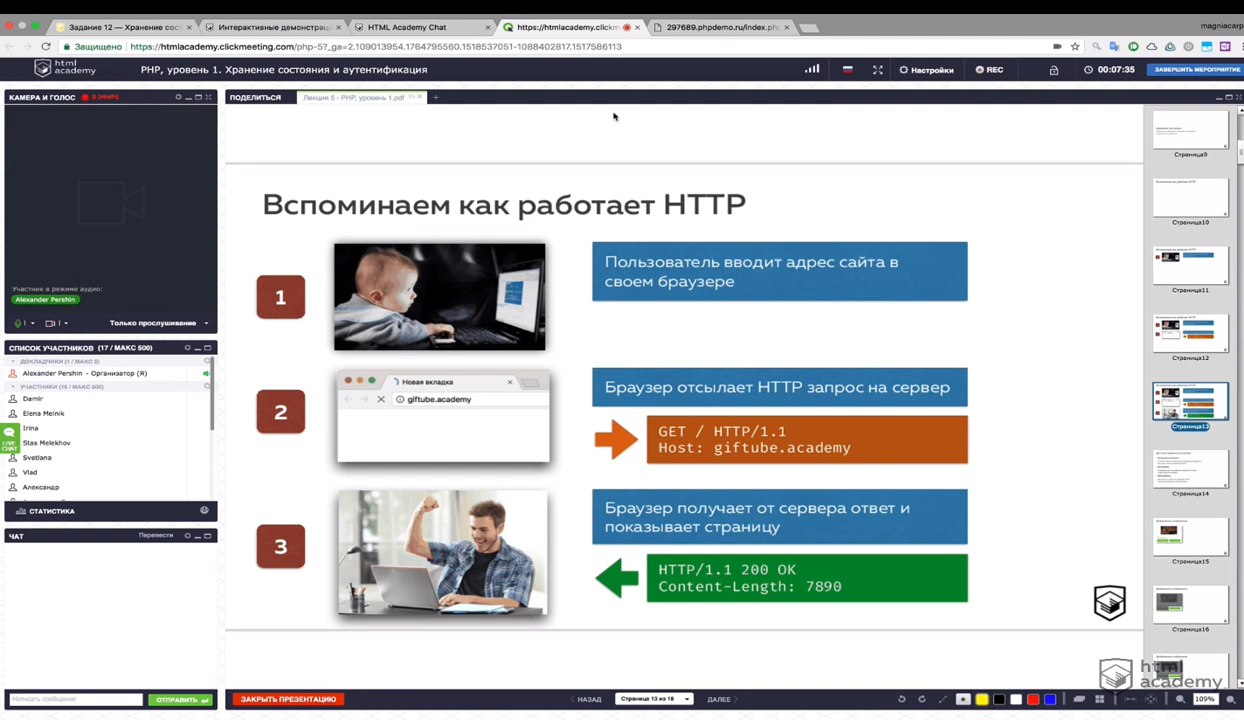 Задание 12 — Хранение сост
Интерактивные демонстрац
HTML Academy Chat
https://htmlacademy.clickm
297689.phpdemo.ru/index.ph
magniacarp
Защищено
https://htmlacademy.clickmeeting.com/php-5?_ga=2.109013954.1764795560.1518537051-1088402817.1517586113
html
academy
PHP, уровень 1. Хранение состояния и аутентификация
Настройки
REC
00:07:35
ЗАВЕРШИТЬ МЕРОПРИЯТИЕ
КАМЕРА И ГОЛОС
ПОДЕЛИТЬСЯ
Лекция 5 - PHP, уровень 1.pdf
Участник в режиме аудио:
Alexander Pershin
Только прослушивание
СПИСОК УЧАСТНИКОВ (17 / МАКС 500)
ДОКЛАДЧИКИ (1 / МАКС 5)
Alexander Pershin - Организатор (Я)
УЧАСТНИКИ (16 / МАКС 500)
Damir
Elena Melnik
Irina
Stas Melekhov
Svetlana
Vlad
Александр
LIVE
CHAT
СТАТИСТИКА
ЧАТ
Перевести
Написать сообщение
ОТПРАВИТЬ
Вспоминаем как работает HTTP
1
Пользователь вводит адрес сайта в
своем браузере
2
Новая вкладка
giftube.academy
Браузер отсылает HTTP запрос на сервер
GET / HTTP/1.1
Host: giftube.academy
3
Браузер получает от сервера ответ и
показывает страницу
HTTP/1.1 200 OK
Content-Length: 7890
Страница9
Страница10
Страница11
Страница12
Страница13
Страница14
Страница15
Страница16
html
academy
ЗАКРЫТЬ ПРЕЗЕНТАЦИЮ
НАЗАД
Страница 13 из 18
ДАЛЕЕ
109%